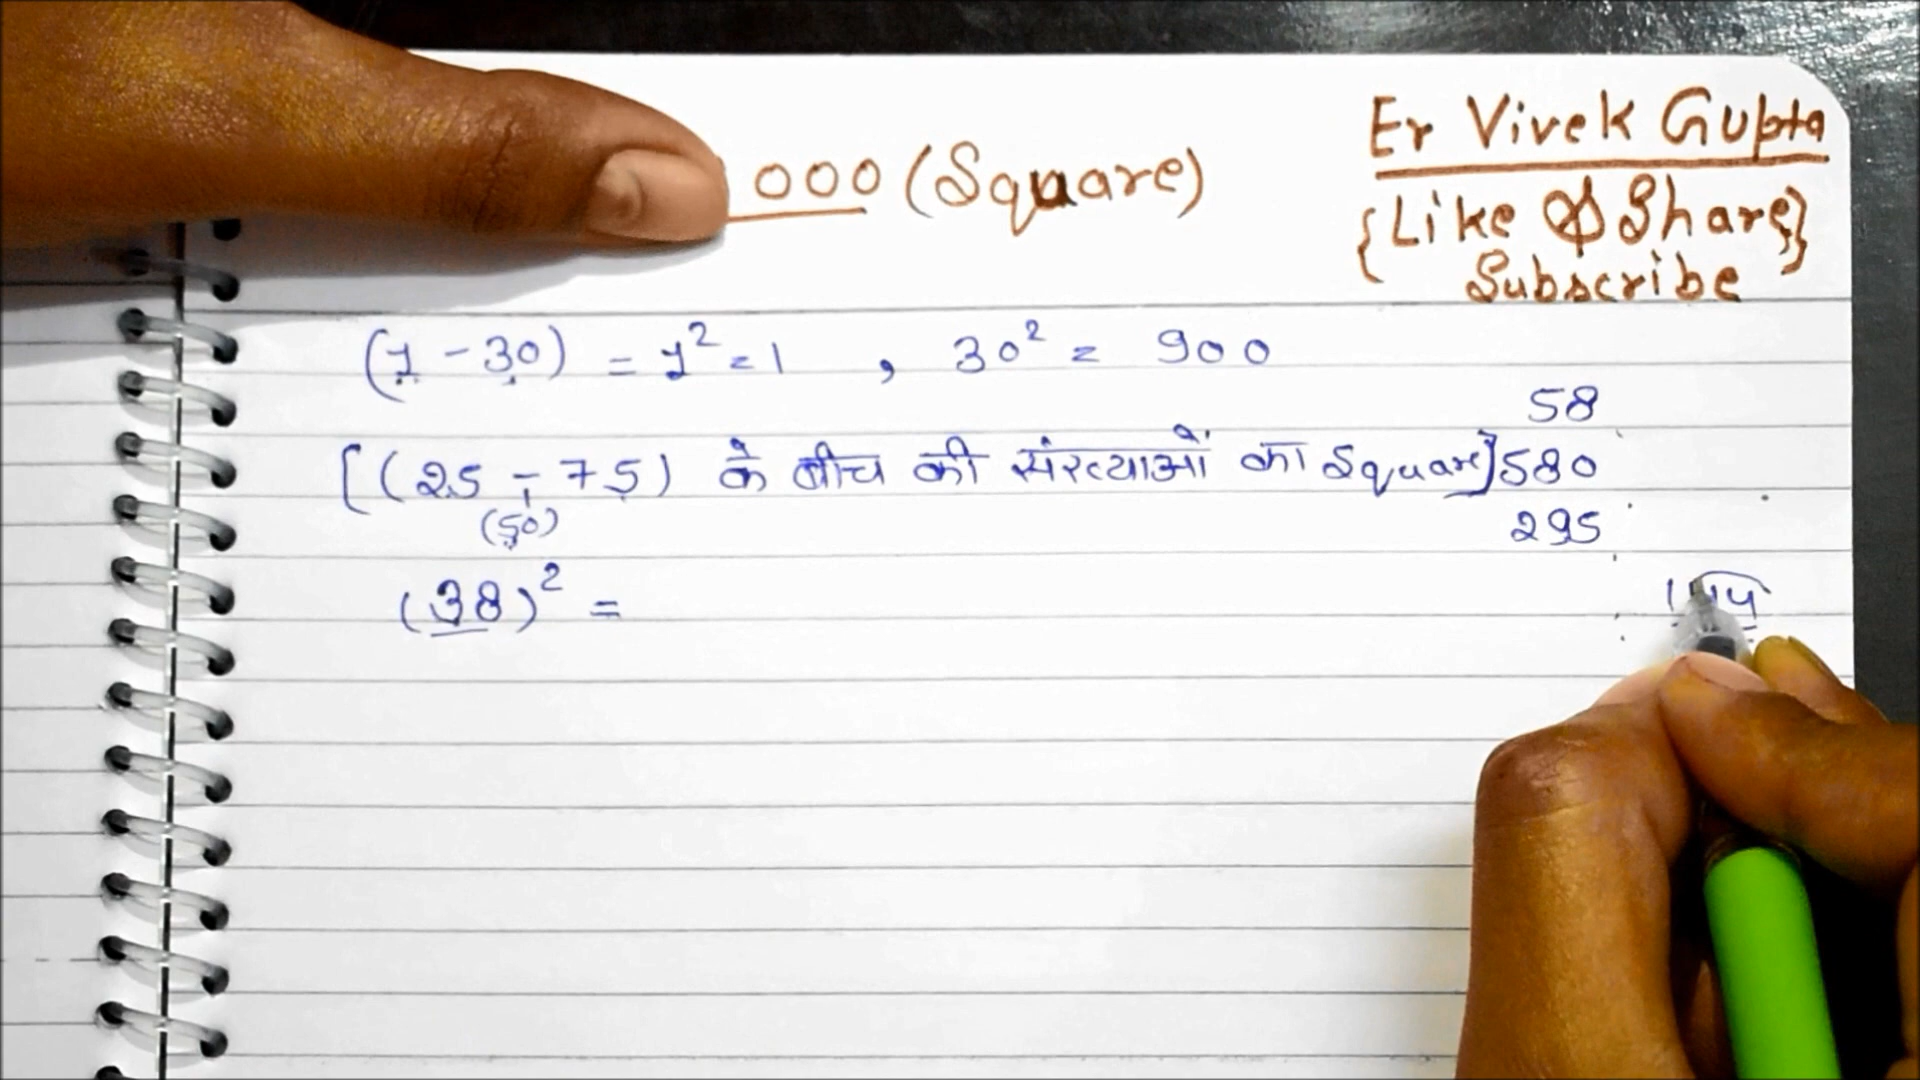 000 (Square)
Er Vivek Gupta
{Like & Share}
Subscribe
(1-30) = 1² = 1 , 30² = 900
58
[(25-75) के बीच की संख्याओं का Square] 580
(50)
295
(38)² =
144